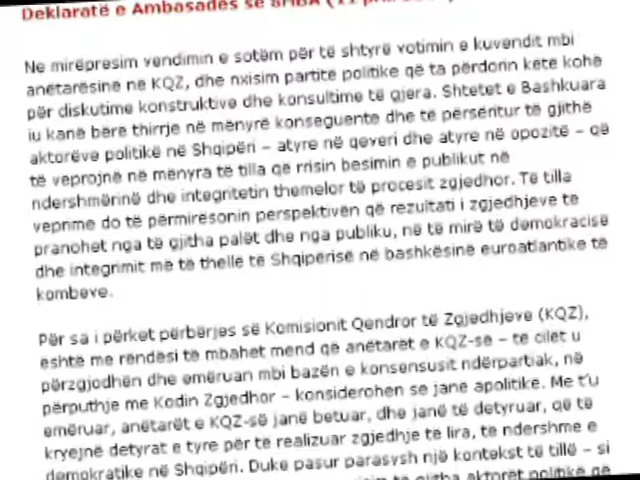 Deklaratë e Ambasadës së SHBA (11
Ne mirëpresim vendimin e sotëm për të shtyrë votimin e kuvendit mbi
anëtarësinë në KQZ, dhe nxisim partitë politike që ta përdorin këtë kohë
për diskutime konstruktive dhe konsultime të gjera. Shtetet e Bashkuara
iu kanë bërë thirrje në mënyrë konseguente dhe të përsëritur të gjithë
aktorëve politikë në Shqipëri – atyre në qeveri dhe atyre në opozitë – që
të veprojnë në mënyra të tilla që rrisin besimin e publikut në
ndershmërinë dhe integritetin themelor të procesit zgjedhor. Të tilla
veprime do të përmirësonin perspektivën që rezultati i zgjedhjeve të
pranohet nga të gjitha palët dhe nga publiku, në të mirë të demokracisë
dhe integrimit më të thellë të Shqipërisë në bashkësinë euroatlantike të
kombeve.
Për sa i përket përbërjes së Komisionit Qendror të Zgjedhjeve (KQZ),
është me rëndësi të mbahet mend që anëtarët e KQZ-së – të cilët u
përzgjodhën dhe emëruan mbi bazën e konsensusit ndërpartiak, në
përputhje me Kodin Zgjedhor – konsiderohen se janë apolitikë. Me t'u
emëruar, anëtarët e KQZ-së janë betuar, dhe janë të detyruar, që të
kryejnë detyrat e tyre për të realizuar zgjedhje të lira, të ndershme e
demokratike në Shqipëri. Duke pasur parasysh një kontekst të tillë – si
të gjitha aktorët politikë që